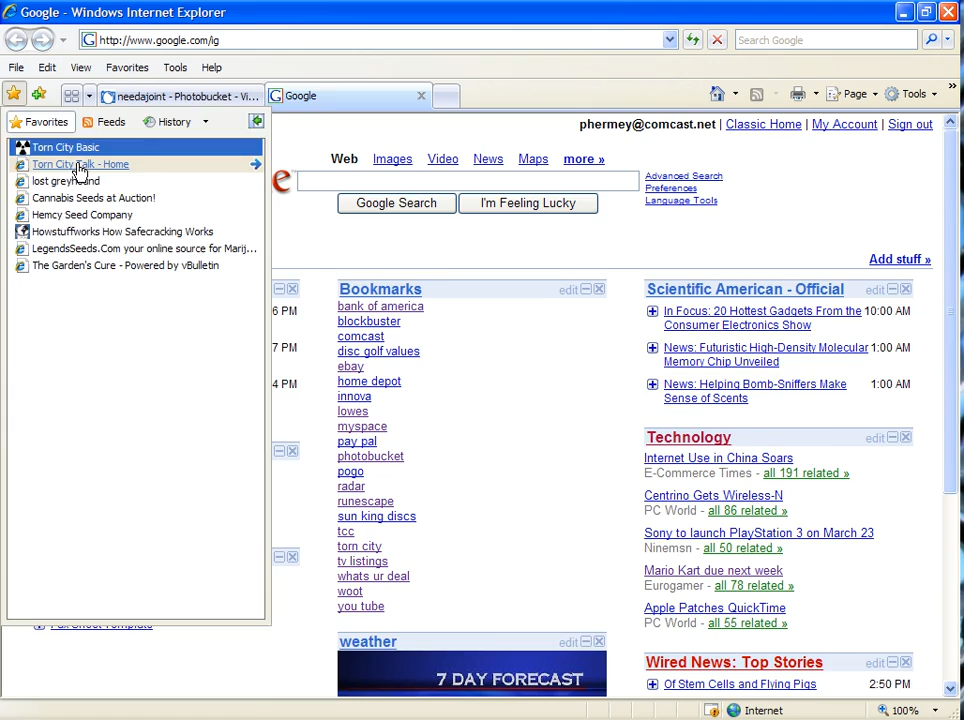 Google - Windows Internet Explorer
http://www.google.com/ig
Search Google
File Edit View Favorites Tools Help
needajoint - Photobucket - Vi...
Google
Page Tools »
Favorites Feeds History
phermey@comcast.net | Classic Home | My Account | Sign out
Torn City Basic
Torn City Talk - Home
lost greyhound
Cannabis Seeds at Auction!
Hemcy Seed Company
Howstuffworks How Safecracking Works
LegendsSeeds.Com your online source for Marij...
The Garden's Cure - Powered by vBulletin
Web Images Video News Maps more »
e
Advanced Search
Preferences
Language Tools
Google Search I'm Feeling Lucky
Add stuff »
6 PM
7 PM
4 PM
Bookmarks edit
bank of america
blockbuster
comcast
disc golf values
ebay
home depot
innova
lowes
myspace
pay pal
photobucket
pogo
radar
runescape
sun king discs
tcc
torn city
tv listings
whats ur deal
woot
you tube
weather edit
7 DAY FORECAST
Scientific American - Official edit
In Focus: 20 Hottest Gadgets From the 10:00 AM
Consumer Electronics Show
News: Futuristic High-Density Molecular 1:00 AM
Memory Chip Unveiled
News: Helping Bomb-Sniffers Make 1:00 AM
Sense of Scents
Technology edit
Internet Use in China Soars
E-Commerce Times - all 191 related »
Centrino Gets Wireless-N
PC World - all 86 related »
Sony to launch PlayStation 3 on March 23
Ninemsn - all 50 related »
Mario Kart due next week
Eurogamer - all 78 related »
Apple Patches QuickTime
PC World - all 55 related »
Wired News: Top Stories edit
Of Stem Cells and Flying Pigs 2:50 PM
Internet 100%